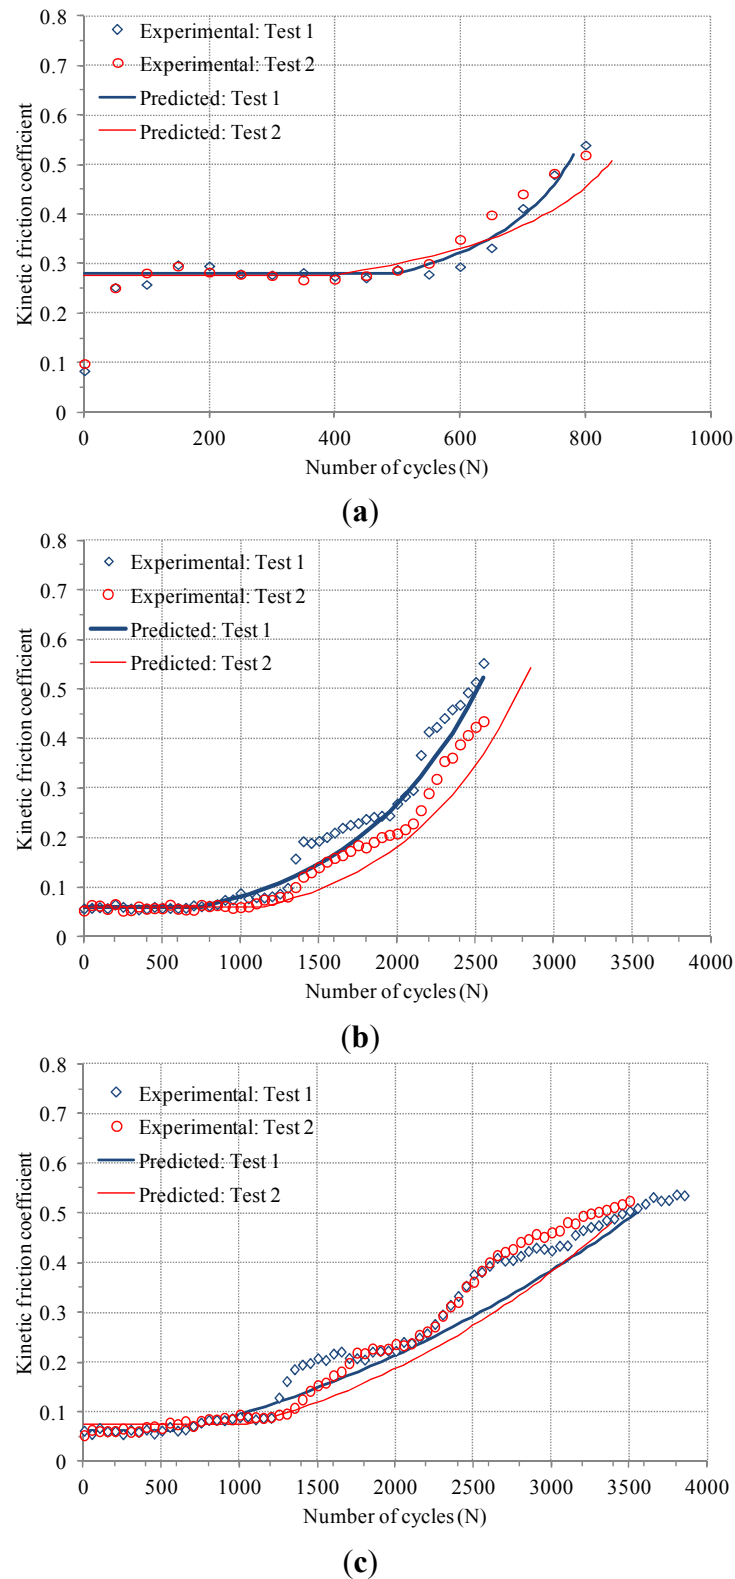 0.8
Experimental: Test 1
0.7
Experimental: Test 2
0.6
Predicted: Test 1
Predicted: Test 2
0.5
0.4
0.3
0.2
0.1
0
Kinetic friction coefficient
0 200 400 600 800 1000
Number of cycles (N)
(a)
0.8
Experimental: Test 1
0.7
Experimental: Test 2
Predicted: Test 1
0.6
Predicted: Test 2
0.5
0.4
0.3
0.2
0.1
0
Kinetic friction coefficient
0 500 1000 1500 2000 2500 3000 3500 4000
Number of cycles (N)
(b)
0.8
Experimental: Test 1
0.7
Experimental: Test 2
Predicted: Test 1
0.6
Predicted: Test 2
0.5
0.4
0.3
0.2
0.1
0
Kinetic friction coefficient
0 500 1000 1500 2000 2500 3000 3500 4000
Number of cycles (N)
(c)